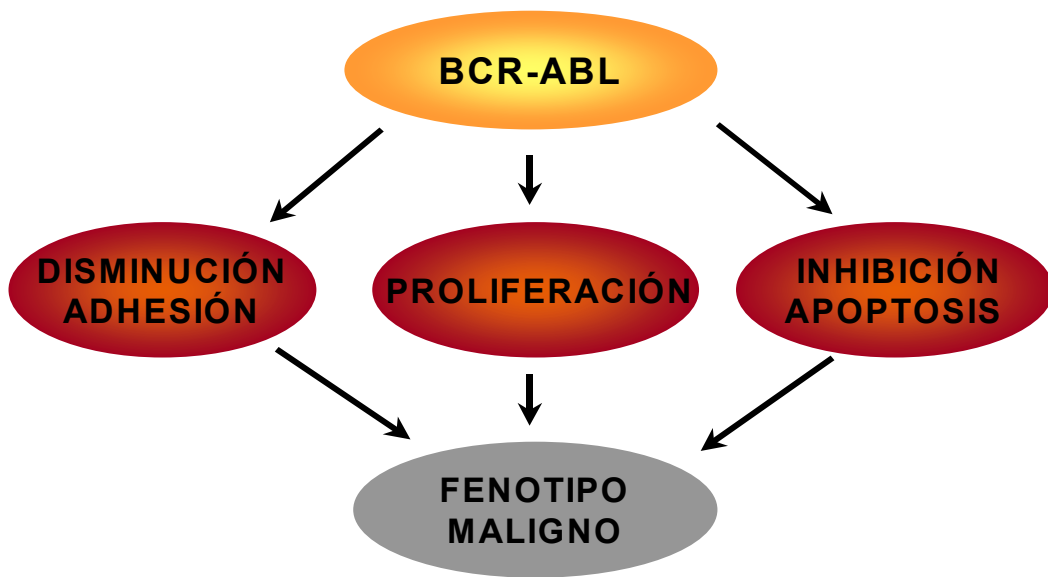 BCR-ABL
DISMINUCIÓN
ADHESIÓN
PROLIFERACIÓN
INHIBICIÓN
APOPTOSIS
FENOTIPO
MALIGNO